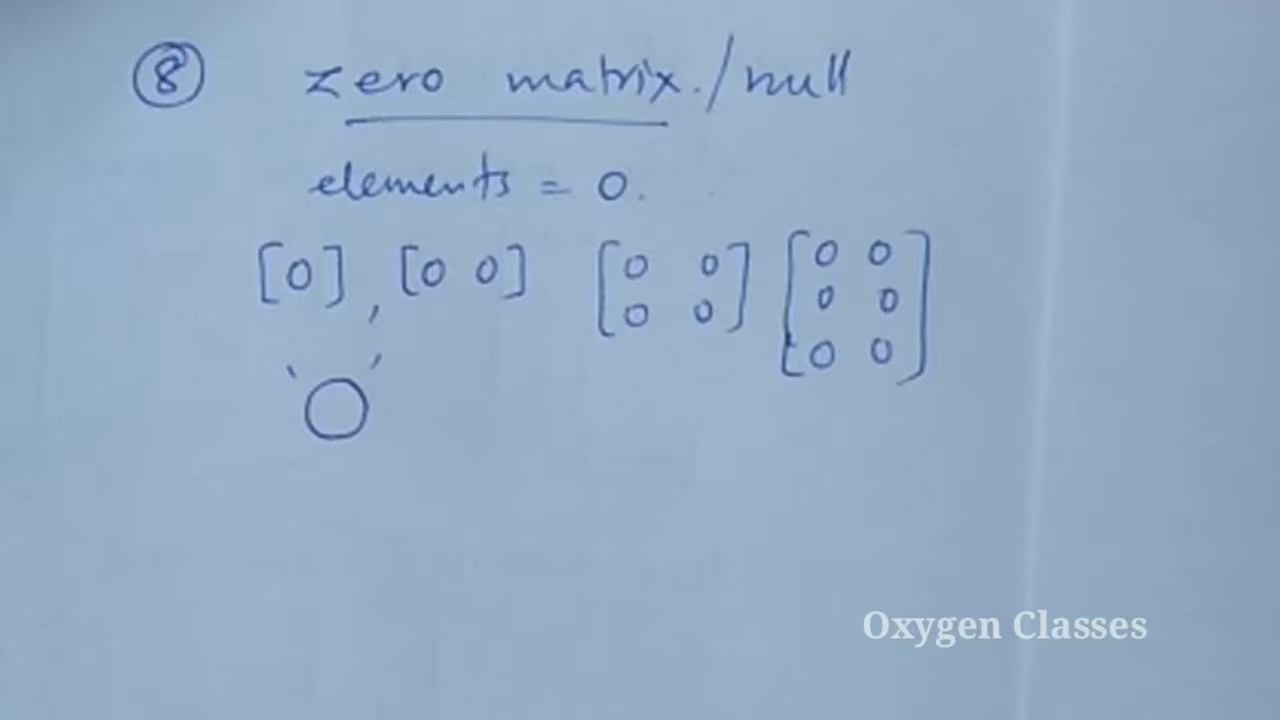 ⑧ zero matrix./null
elements = 0.
[0], [0 0] [0 0 [0 0
0 0] 0 0
0 0]
'O'
Oxygen Classes